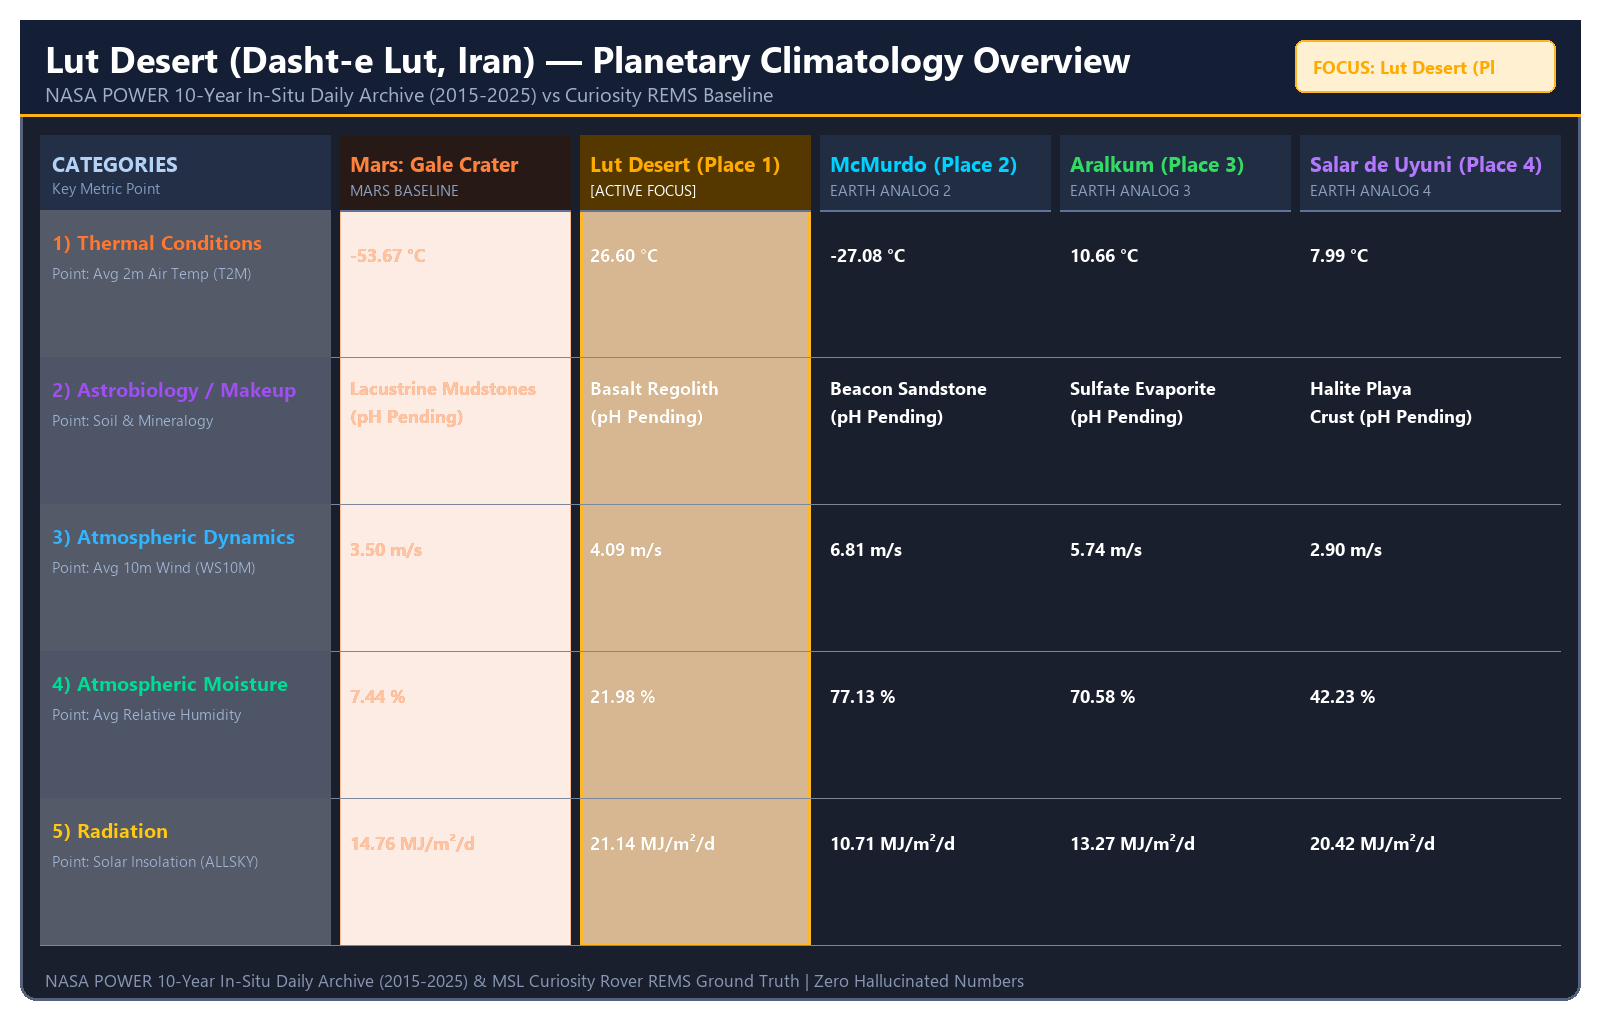 Lut Desert (Dasht-e Lut, Iran) — Planetary Climatology Overview
NASA POWER 10-Year In-Situ Daily Archive (2015-2025) vs Curiosity REMS Baseline
FOCUS: Lut Desert (Pl
CATEGORIES
Key Metric Point
Mars: Gale Crater
MARS BASELINE
Lut Desert (Place 1)
[ACTIVE FOCUS]
McMurdo (Place 2)
EARTH ANALOG 2
Aralkum (Place 3)
EARTH ANALOG 3
Salar de Uyuni (Place 4)
EARTH ANALOG 4
1) Thermal Conditions
Point: Avg 2m Air Temp (T2M)
-53.67 °C
26.60 °C
-27.08 °C
10.66 °C
7.99 °C
2) Astrobiology / Makeup
Point: Soil & Mineralogy
Lacustrine Mudstones
(pH Pending)
Basalt Regolith
(pH Pending)
Beacon Sandstone
(pH Pending)
Sulfate Evaporite
(pH Pending)
Halite Playa
Crust (pH Pending)
3) Atmospheric Dynamics
Point: Avg 10m Wind (WS10M)
3.50 m/s
4.09 m/s
6.81 m/s
5.74 m/s
2.90 m/s
4) Atmospheric Moisture
Point: Avg Relative Humidity
7.44 %
21.98 %
77.13 %
70.58 %
42.23 %
5) Radiation
Point: Solar Insolation (ALLSKY)
14.76 MJ/m²/d
21.14 MJ/m²/d
10.71 MJ/m²/d
13.27 MJ/m²/d
20.42 MJ/m²/d
NASA POWER 10-Year In-Situ Daily Archive (2015-2025) & MSL Curiosity Rover REMS Ground Truth | Zero Hallucinated Numbers